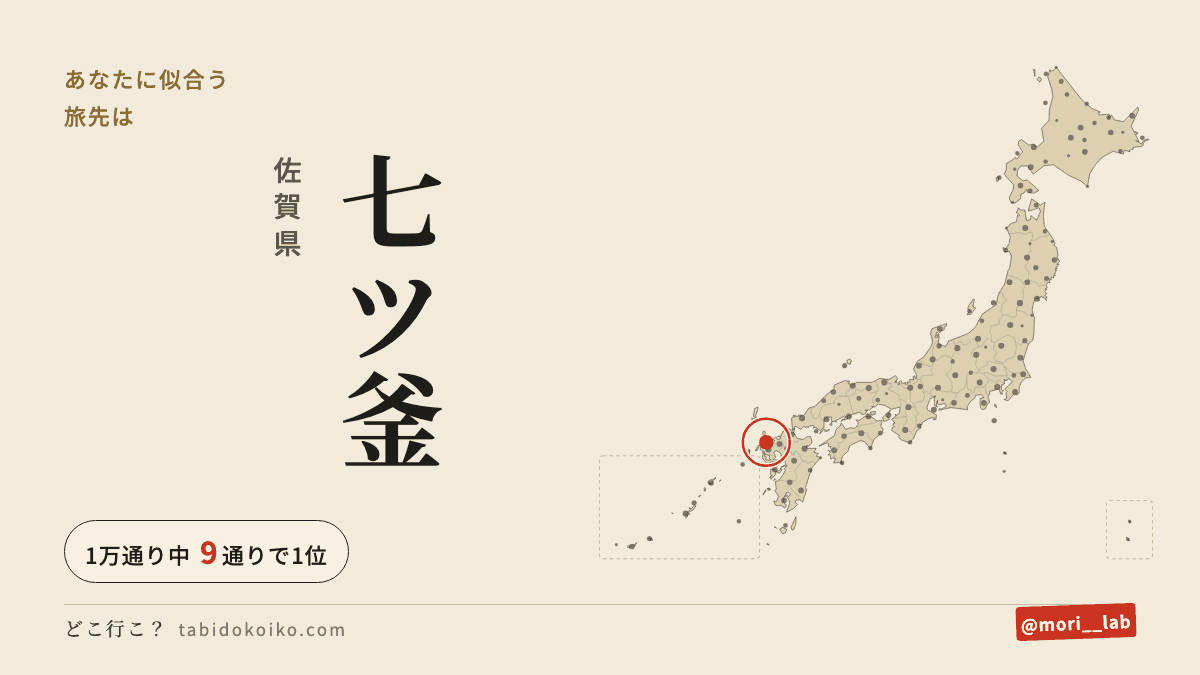 あなたに似合う
旅先は
七ツ釜
佐賀県
1万通り中 9通りで1位
どこ行こ？ tabidokoiko.com
@mori__lab